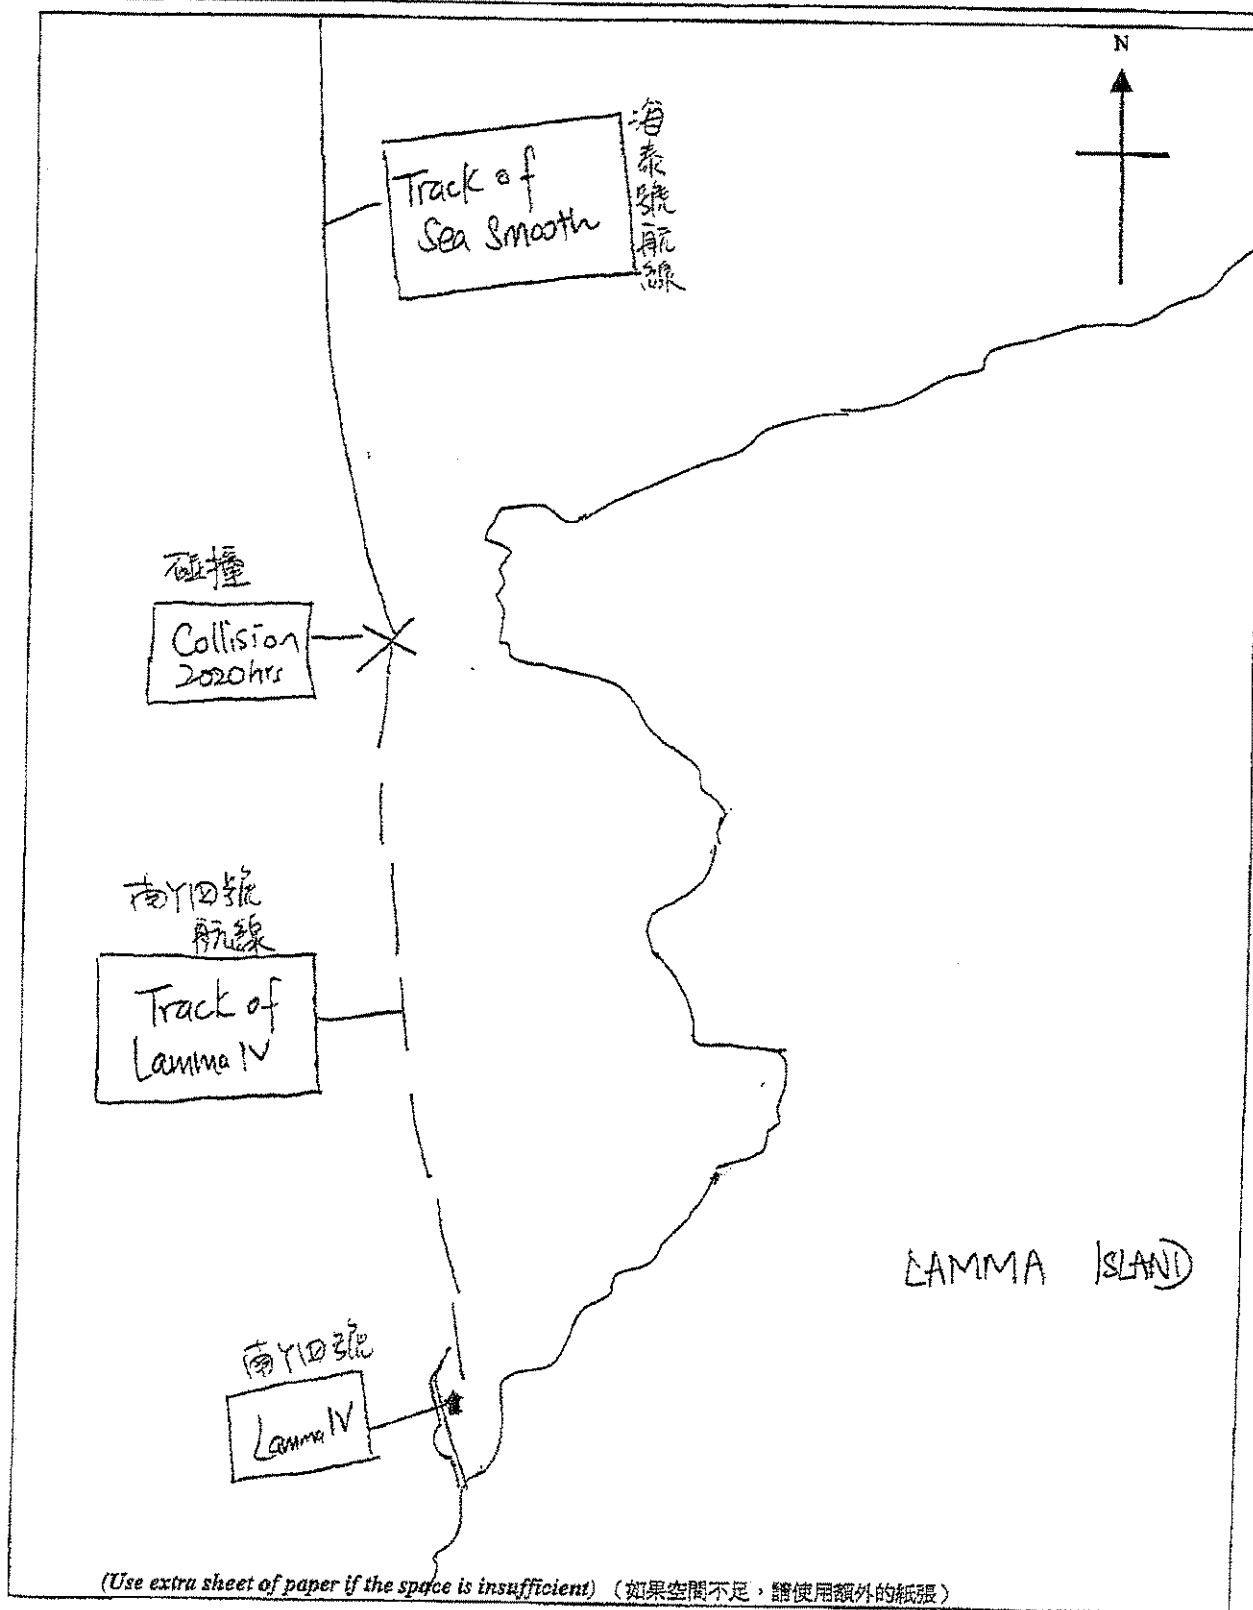 N
Track of
Sea Smooth
海泰號航線
碰撞
Collision
2020hrs
南丫四號
航線
Track of
Lamma IV
LAMMA ISLAND
南丫四號
Lamma IV
(Use extra sheet of paper if the space is insufficient) (如果空間不足，請使用額外的紙張)